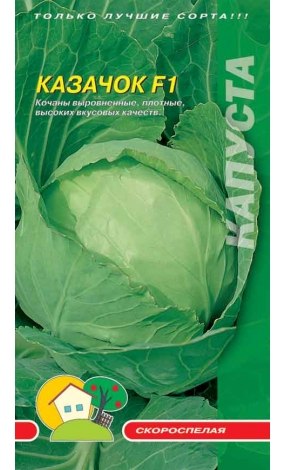 ТОЛЬКО ЛУЧШИЕ СОРТА!!!
КАЗАЧОК F1
Кочаны выровненные, плотные,
высоких вкусовых качеств.
КАПУСТА
СКОРОСПЕЛАЯ